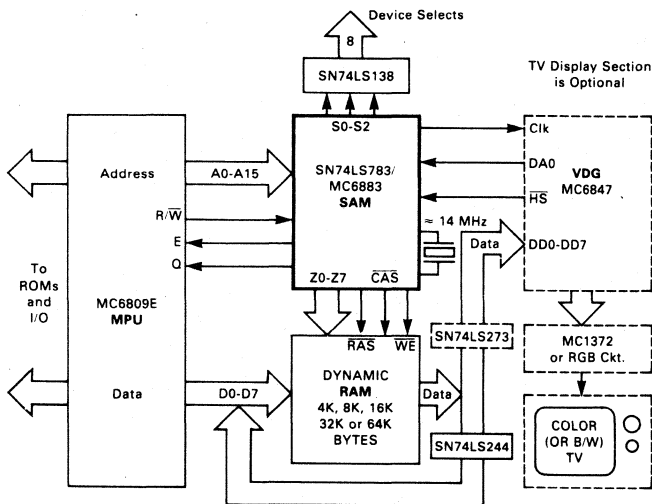 Device Selects
8
SN74LS138
TV Display Section
is Optional
S0-S2
Clk
Address
A0-A15
SN74LS783/
MC6883
SAM
DA0
VDG
MC6847
HS
R/W
≈ 14 MHz
E
Data
DD0-DD7
Q
To
ROMs
and
I/O
MC6809E
MPU
Z0-Z7
CAS
RAS
WE
SN74LS273
MC1372
or RGB Ckt.
DYNAMIC
RAM
4K, 8K, 16K
32K or 64K
BYTES
Data
D0-D7
Data
SN74LS244
COLOR
(OR B/W)
TV